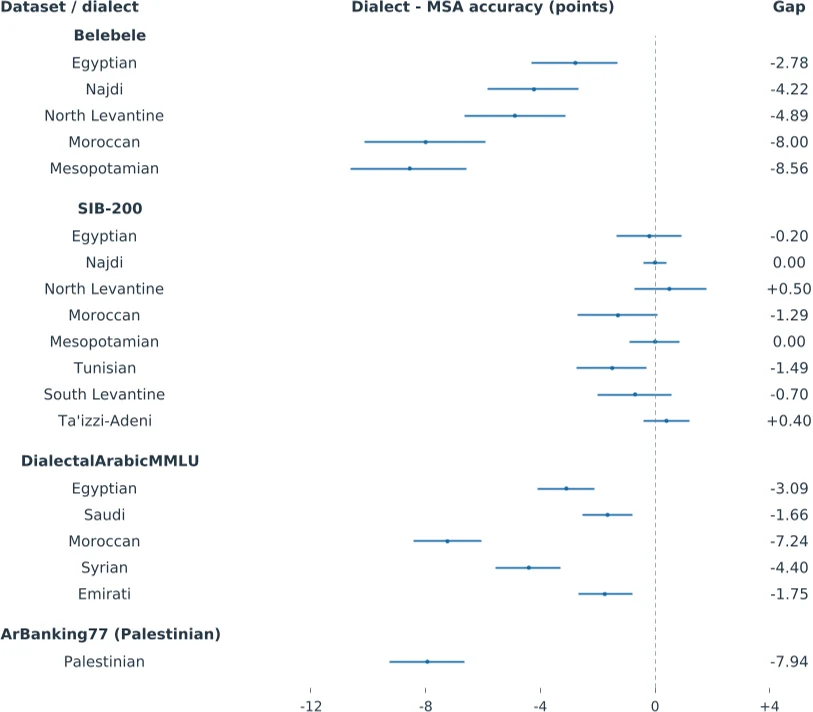 Dataset / dialect Dialect - MSA accuracy (points) Gap
Belebele
Egyptian -2.78
Najdi -4.22
North Levantine -4.89
Moroccan -8.00
Mesopotamian -8.56
SIB-200
Egyptian -0.20
Najdi 0.00
North Levantine +0.50
Moroccan -1.29
Mesopotamian 0.00
Tunisian -1.49
South Levantine -0.70
Ta'izzi-Adeni +0.40
DialectalArabicMMLU
Egyptian -3.09
Saudi -1.66
Moroccan -7.24
Syrian -4.40
Emirati -1.75
ArBanking77 (Palestinian)
Palestinian -7.94
-12 -8 -4 0 +4